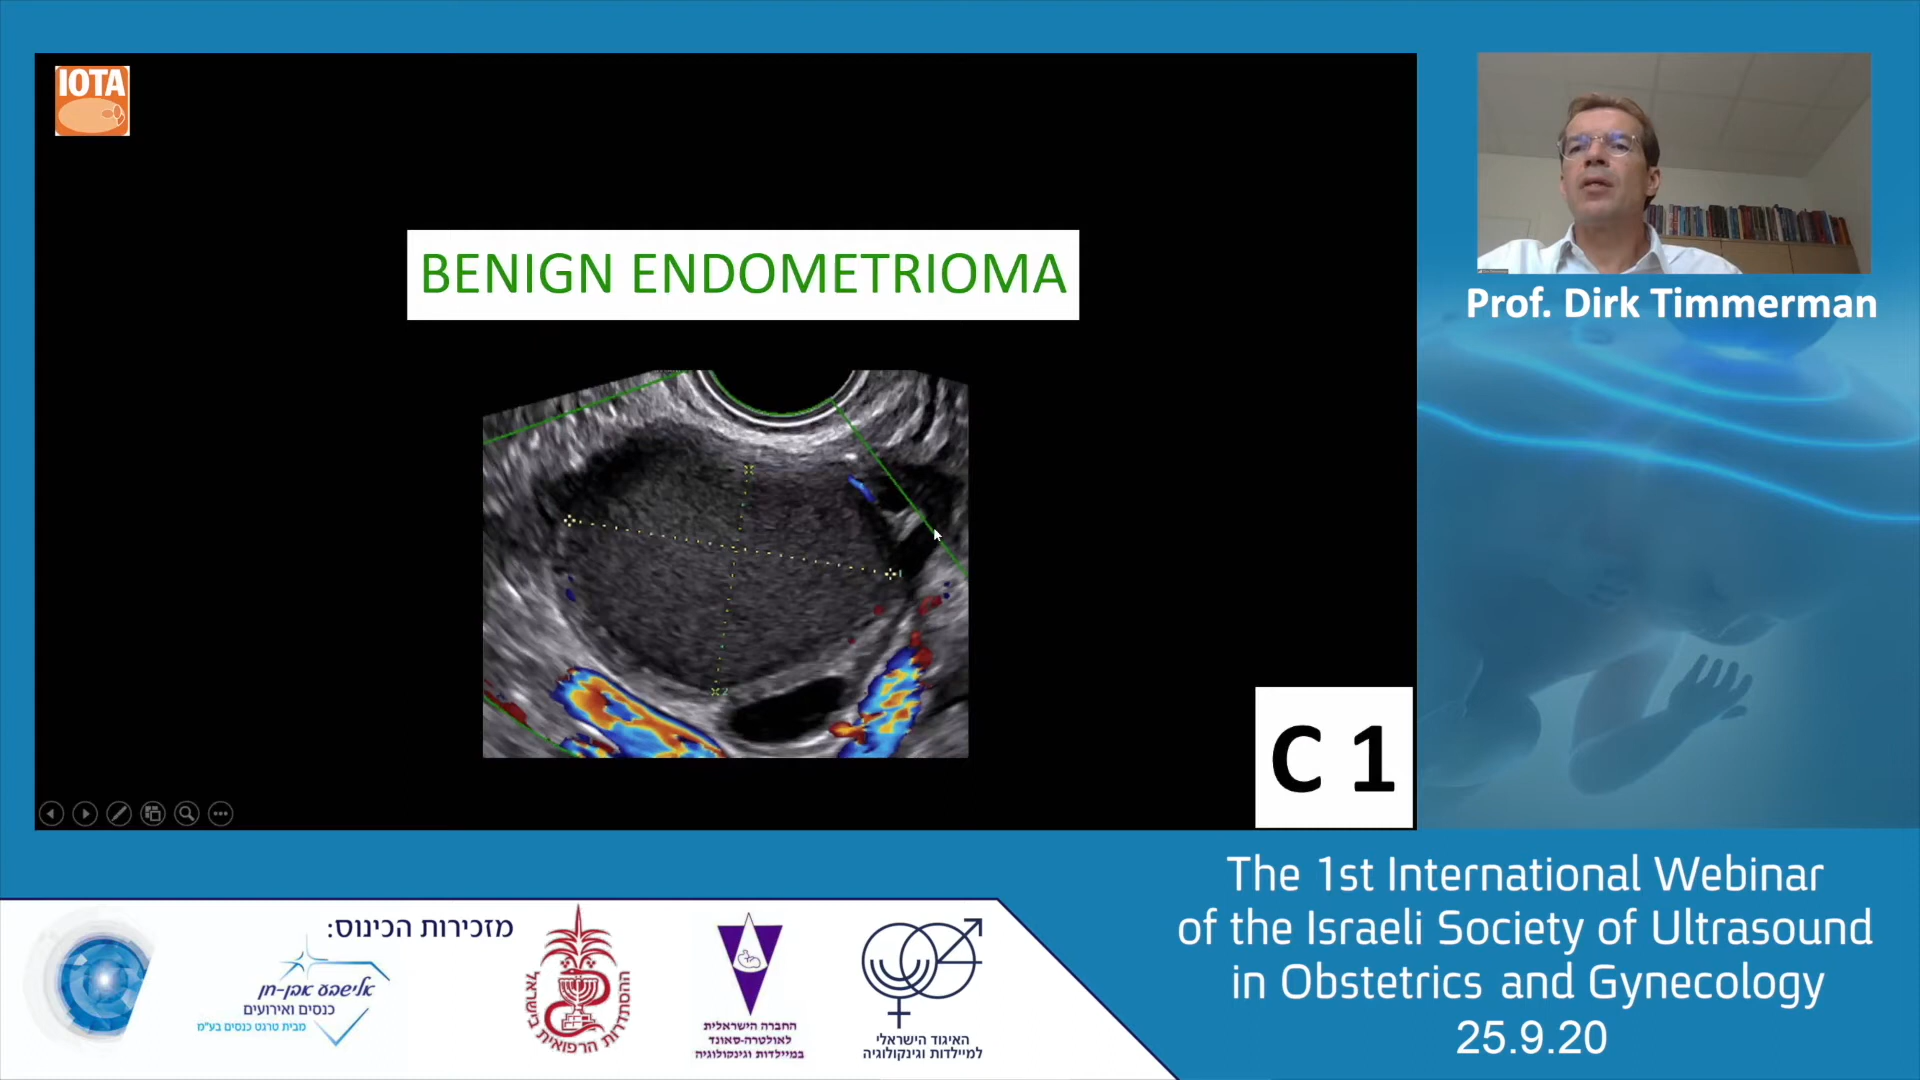 IOTA
BENIGN ENDOMETRIOMA
C 1
Prof. Dirk Timmerman
The 1st International Webinar
of the Israeli Society of Ultrasound
in Obstetrics and Gynecology
25.9.20
מזכירות הכינוס:
אלישבע אבן-חן
כנסים ואירועים
מבית טרגט כנסים בע"מ
ההסתדרות הרפואית בישראל
החברה הישראלית
לאולטרה-סאונד
במיילדות וגינקולוגיה
האיגוד הישראלי
למיילדות וגינקולוגיה